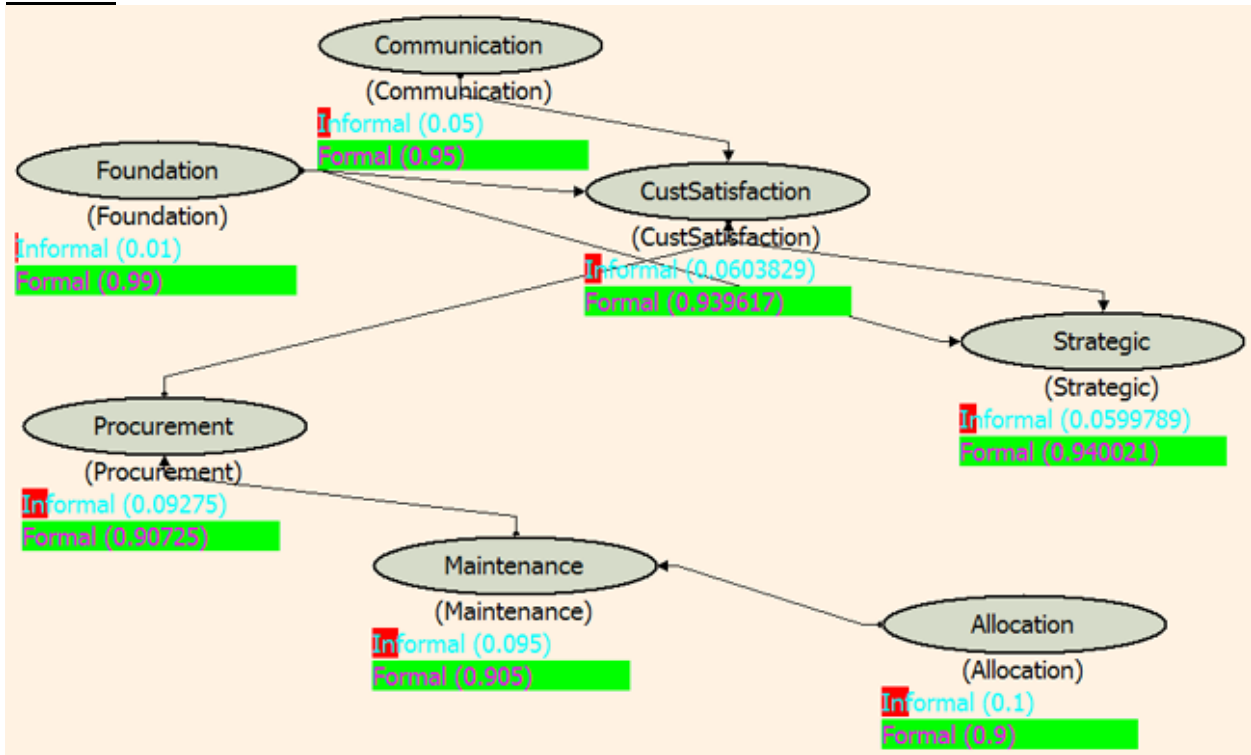 Communication
(Communication)
Informal (0.05)
Formal (0.95)
Foundation
(Foundation)
Informal (0.01)
Formal (0.99)
CustSatisfaction
(CustSatisfaction)
Informal (0.0603829)
Formal (0.939617)
Strategic
(Strategic)
Informal (0.0599789)
Formal (0.940021)
Procurement
(Procurement)
Informal (0.09275)
Formal (0.90725)
Maintenance
(Maintenance)
Informal (0.095)
Formal (0.905)
Allocation
(Allocation)
Informal (0.1)
Formal (0.9)